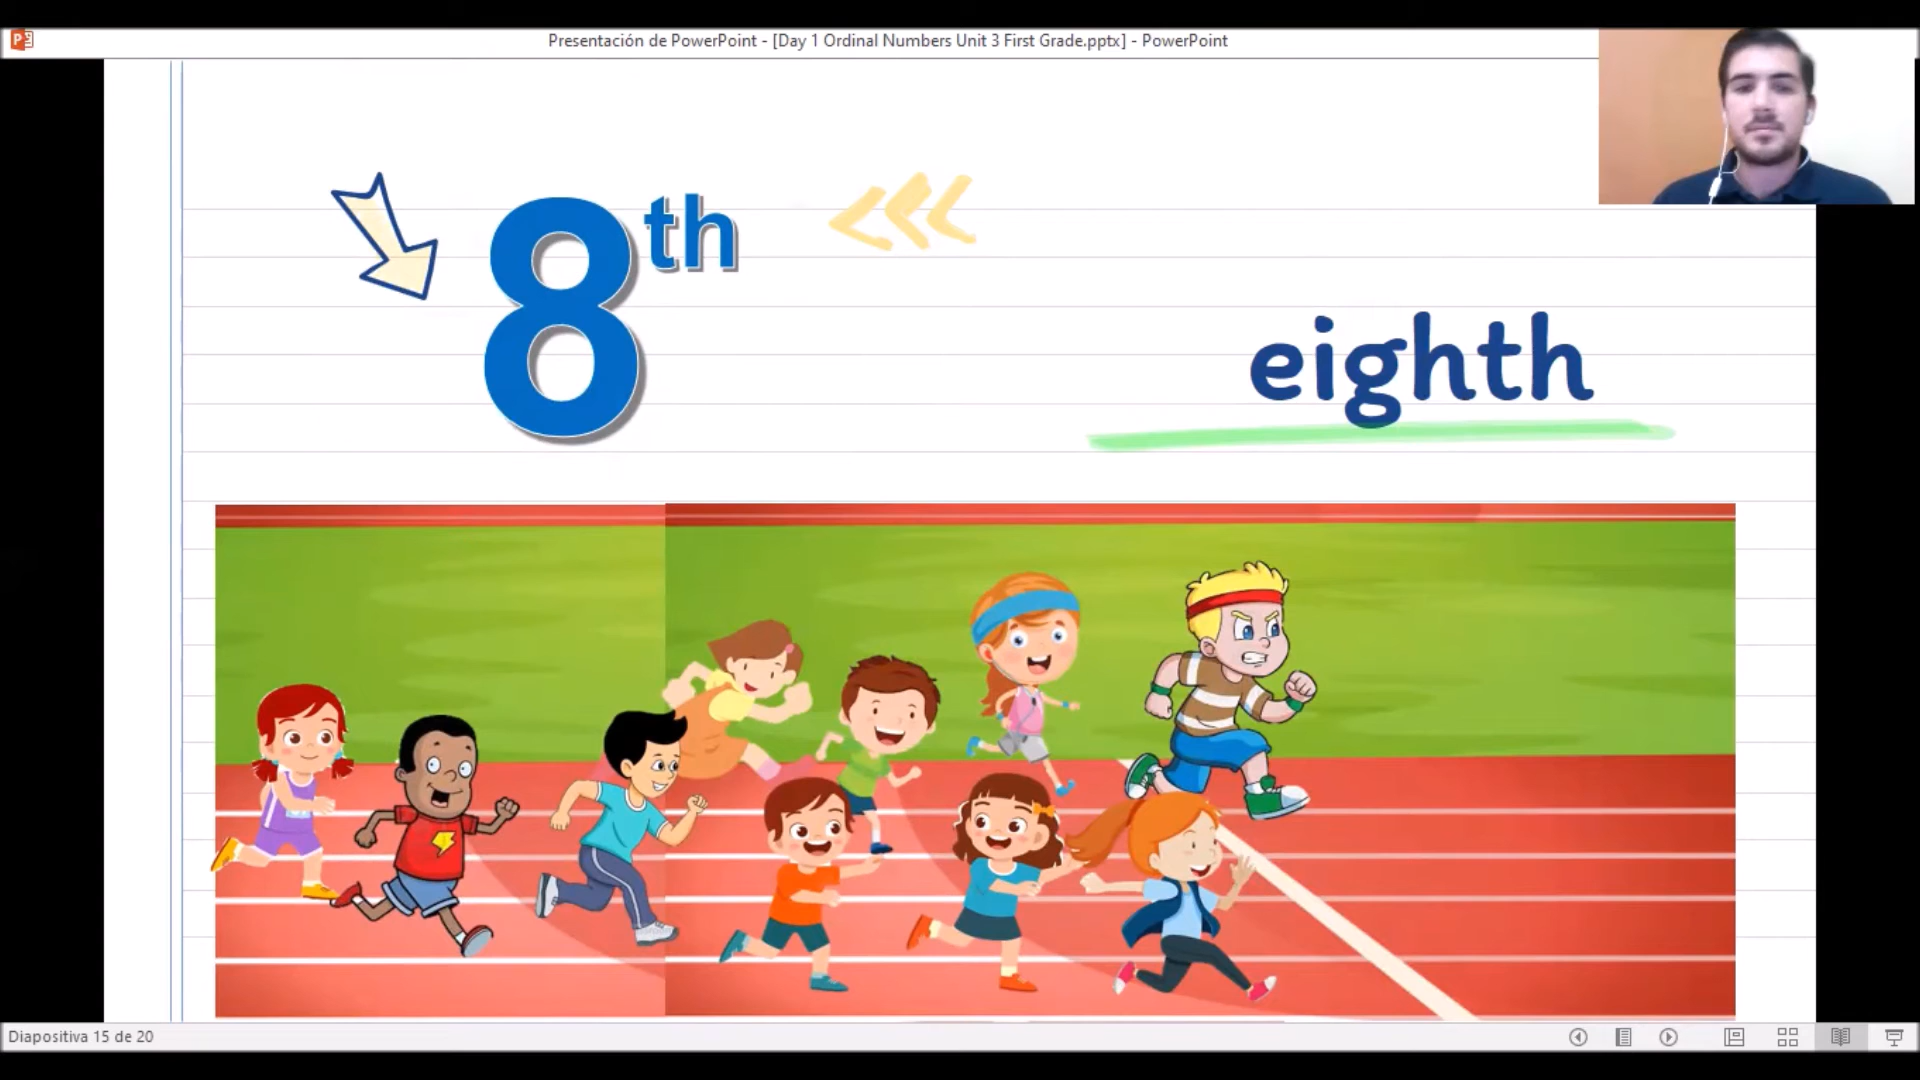 Presentación de PowerPoint - [Day 1 Ordinal Numbers Unit 3 First Grade.pptx] - PowerPoint
8th
eighth
Diapositiva 15 de 20